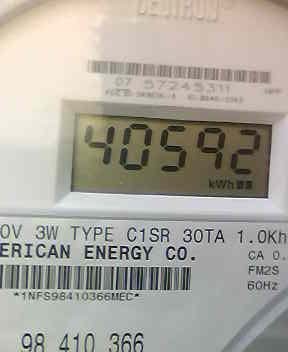 07 57245311
40592
kWh
0V 3W TYPE C1SR 30TA 1.0Kh
ERICAN ENERGY CO.
CA 0.
FM2S
60Hz
*1NFS98410366MEC*
98 410 366